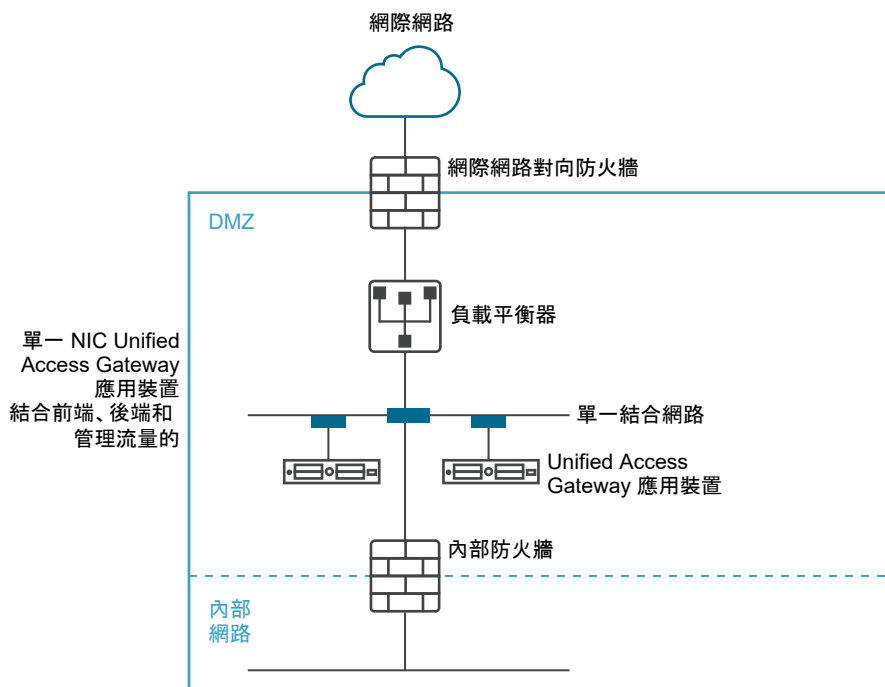 網際網路
網際網路對向防火牆
DMZ
負載平衡器
單一 NIC Unified
Access Gateway
應用裝置
結合前端、後端和
管理流量的
單一結合網路
Unified Access
Gateway 應用裝置
內部防火牆
內部
網路